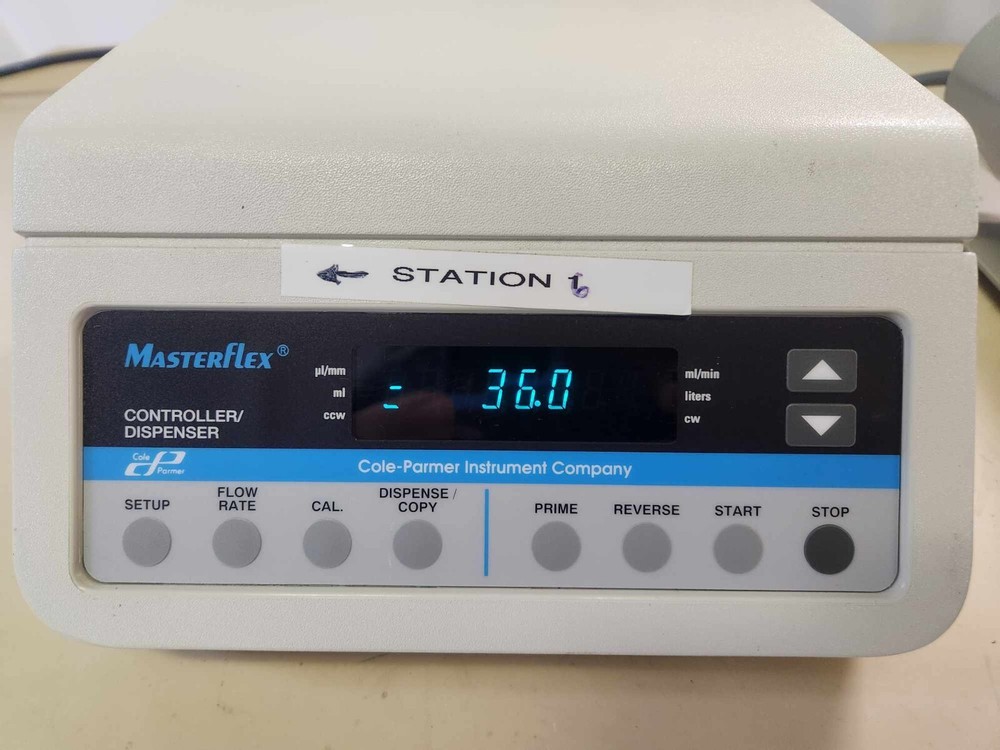 ← STATION 16
MASTERFLEX®
CONTROLLER/
DISPENSER
µl/mm
ml
ccw
36.0
ml/min
liters
cw
Cole Parmer
Cole-Parmer Instrument Company
SETUP
FLOW
RATE
CAL.
DISPENSE /
COPY
PRIME
REVERSE
START
STOP